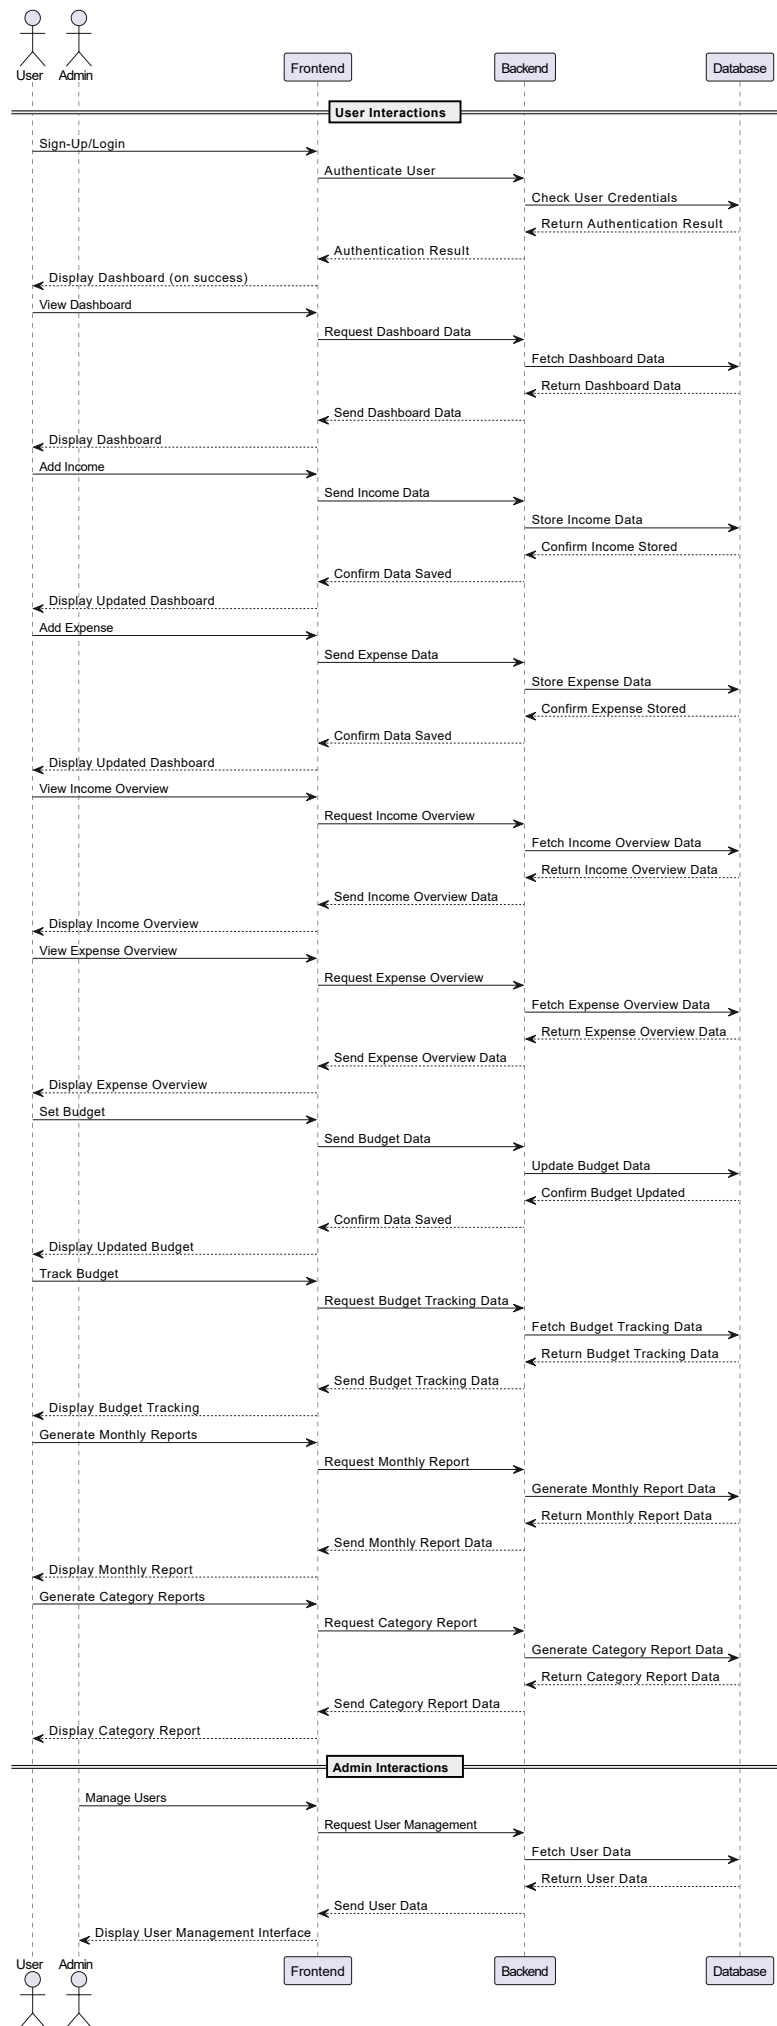 User
Admin
Frontend
Backend
Database
User Interactions
Sign-Up/Login
Authenticate User
Check User Credentials
Return Authentication Result
Authentication Result
Display Dashboard (on success)
View Dashboard
Request Dashboard Data
Fetch Dashboard Data
Return Dashboard Data
Send Dashboard Data
Display Dashboard
Add Income
Send Income Data
Store Income Data
Confirm Income Stored
Confirm Data Saved
Display Updated Dashboard
Add Expense
Send Expense Data
Store Expense Data
Confirm Expense Stored
Confirm Data Saved
Display Updated Dashboard
View Income Overview
Request Income Overview
Fetch Income Overview Data
Return Income Overview Data
Send Income Overview Data
Display Income Overview
View Expense Overview
Request Expense Overview
Fetch Expense Overview Data
Return Expense Overview Data
Send Expense Overview Data
Display Expense Overview
Set Budget
Send Budget Data
Update Budget Data
Confirm Budget Updated
Confirm Data Saved
Display Updated Budget
Track Budget
Request Budget Tracking Data
Fetch Budget Tracking Data
Return Budget Tracking Data
Send Budget Tracking Data
Display Budget Tracking
Generate Monthly Reports
Request Monthly Report
Generate Monthly Report Data
Return Monthly Report Data
Send Monthly Report Data
Display Monthly Report
Generate Category Reports
Request Category Report
Generate Category Report Data
Return Category Report Data
Send Category Report Data
Display Category Report
Admin Interactions
Manage Users
Request User Management
Fetch User Data
Return User Data
Send User Data
Display User Management Interface
User
Admin
Frontend
Backend
Database